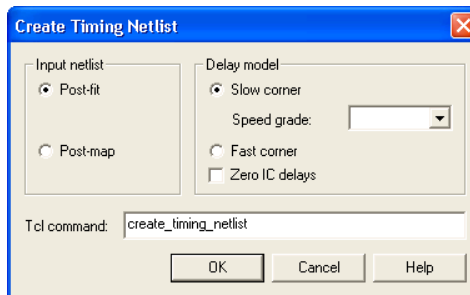 Create Timing Netlist
Input netlist
Post-fit
Post-map
Delay model
Slow corner
Speed grade:
Fast corner
Zero IC delays
Tcl command: create_timing_netlist
OK Cancel Help